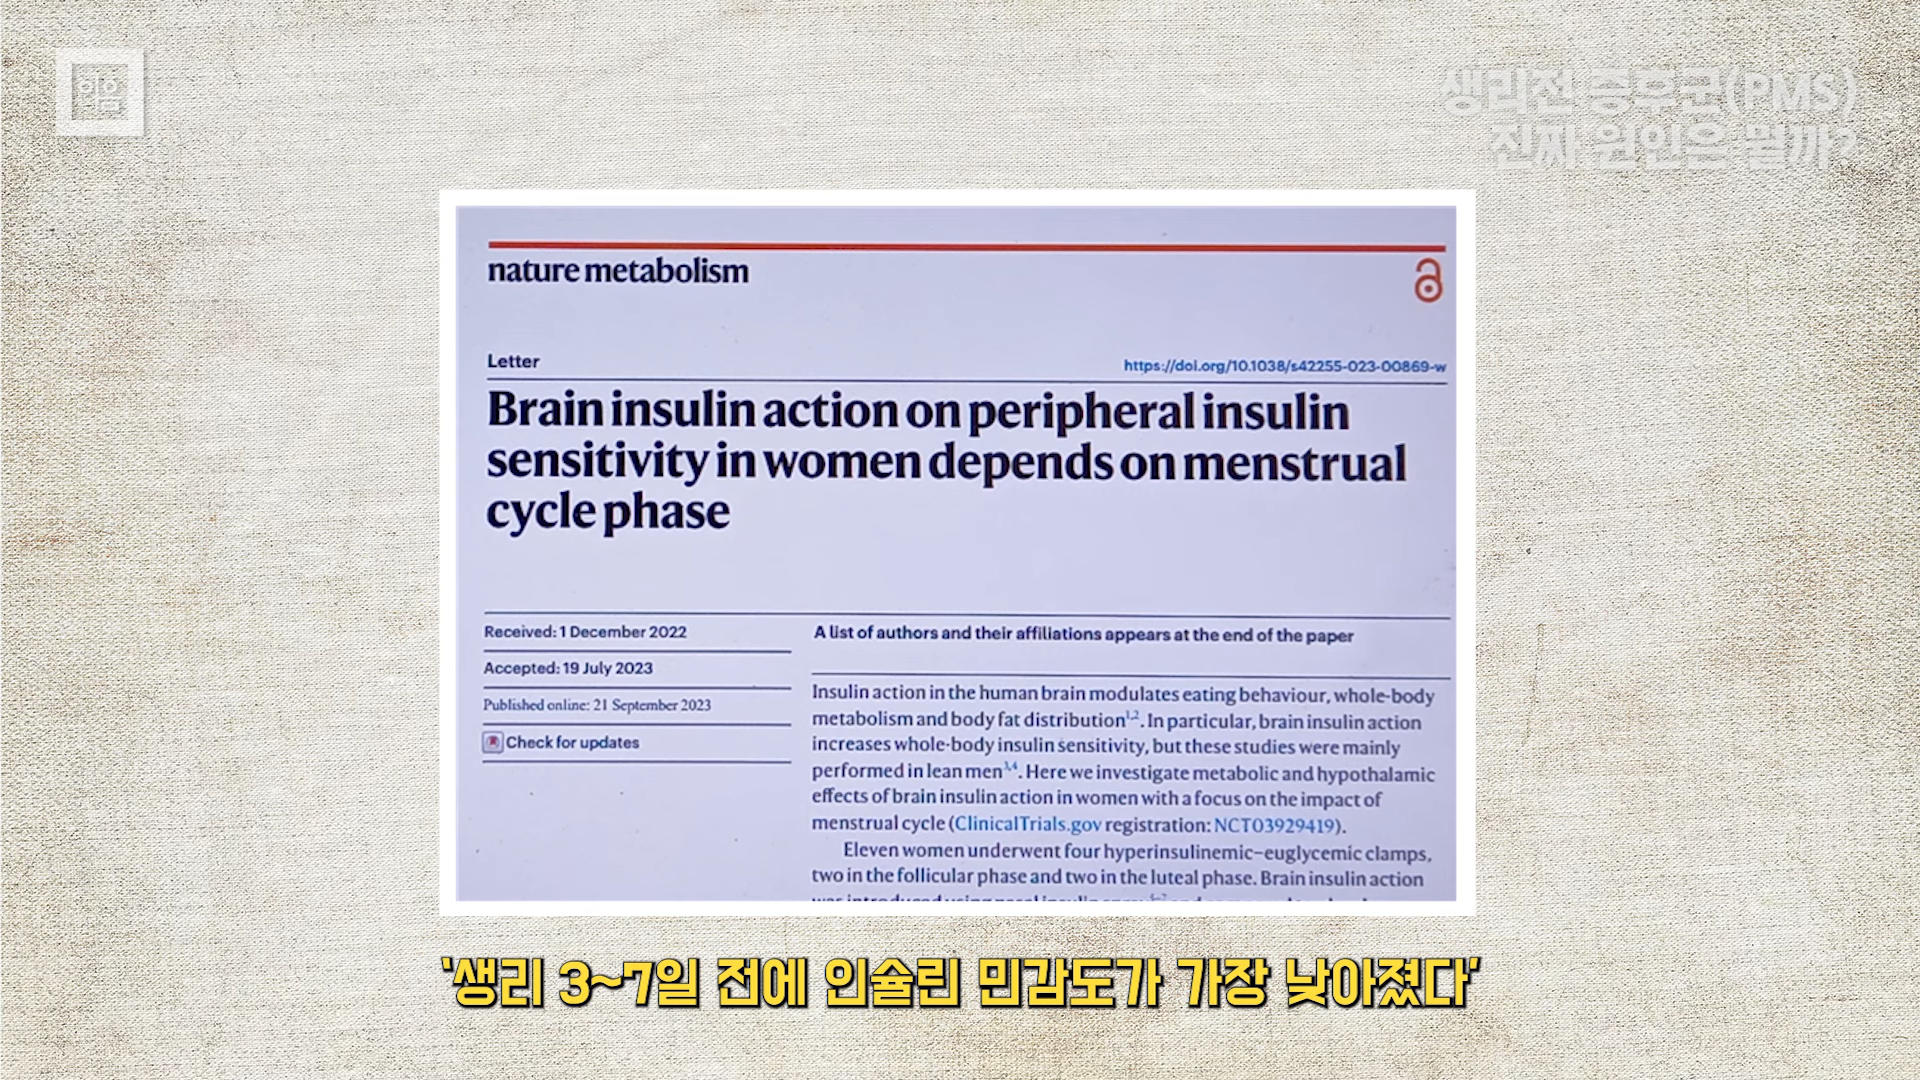 의음
생리전 증후군(PMS)
진짜 원인은 뭘까?
nature metabolism
Letter
https://doi.org/10.1038/s42255-023-00869-w
Brain insulin action on peripheral insulin
sensitivity in women depends on menstrual
cycle phase
Received: 1 December 2022
Accepted: 19 July 2023
Published online: 21 September 2023
Check for updates
A list of authors and their affiliations appears at the end of the paper
Insulin action in the human brain modulates eating behaviour, whole-body
metabolism and body fat distribution1,2. In particular, brain insulin action
increases whole-body insulin sensitivity, but these studies were mainly
performed in lean men3,4. Here we investigate metabolic and hypothalamic
effects of brain insulin action in women with a focus on the impact of
menstrual cycle (ClinicalTrials.gov registration: NCT03929419).
Eleven women underwent four hyperinsulinemic–euglycemic clamps,
two in the follicular phase and two in the luteal phase. Brain insulin action
'생리 3~7일 전에 인슐린 민감도가 가장 낮아졌다'